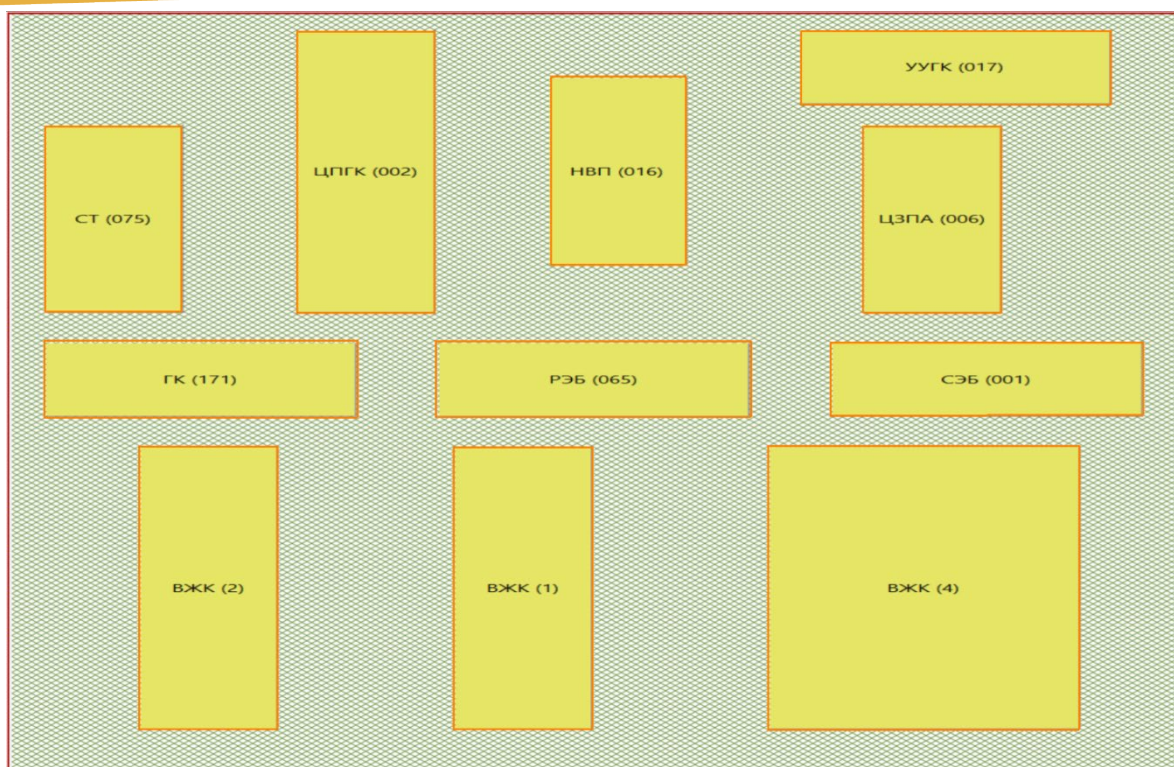 УУГК (017)
ЦПГК (002)
НВП (016)
СТ (075)
ЦЗПА (006)
ГК (171)
РЭБ (065)
СЭБ (001)
ВЖК (2)
ВЖК (1)
ВЖК (4)